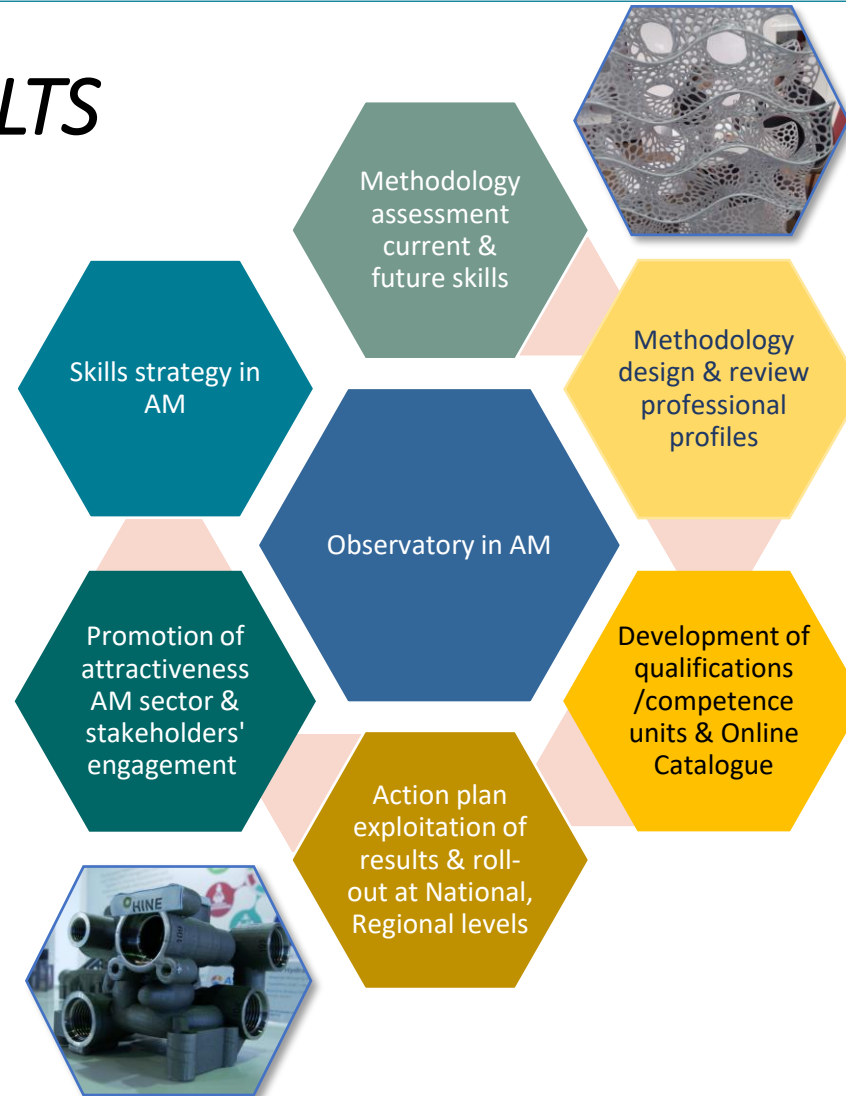 LTS
Methodology
assessment
current &
future skills
Skills strategy in
AM
Methodology
design & review
professional
profiles
Observatory in AM
Promotion of
attractiveness
AM sector &
stakeholders'
engagement
Development of
qualifications
/competence
units & Online
Catalogue
Action plan
exploitation of
results & roll-
out at National,
Regional levels
HINE